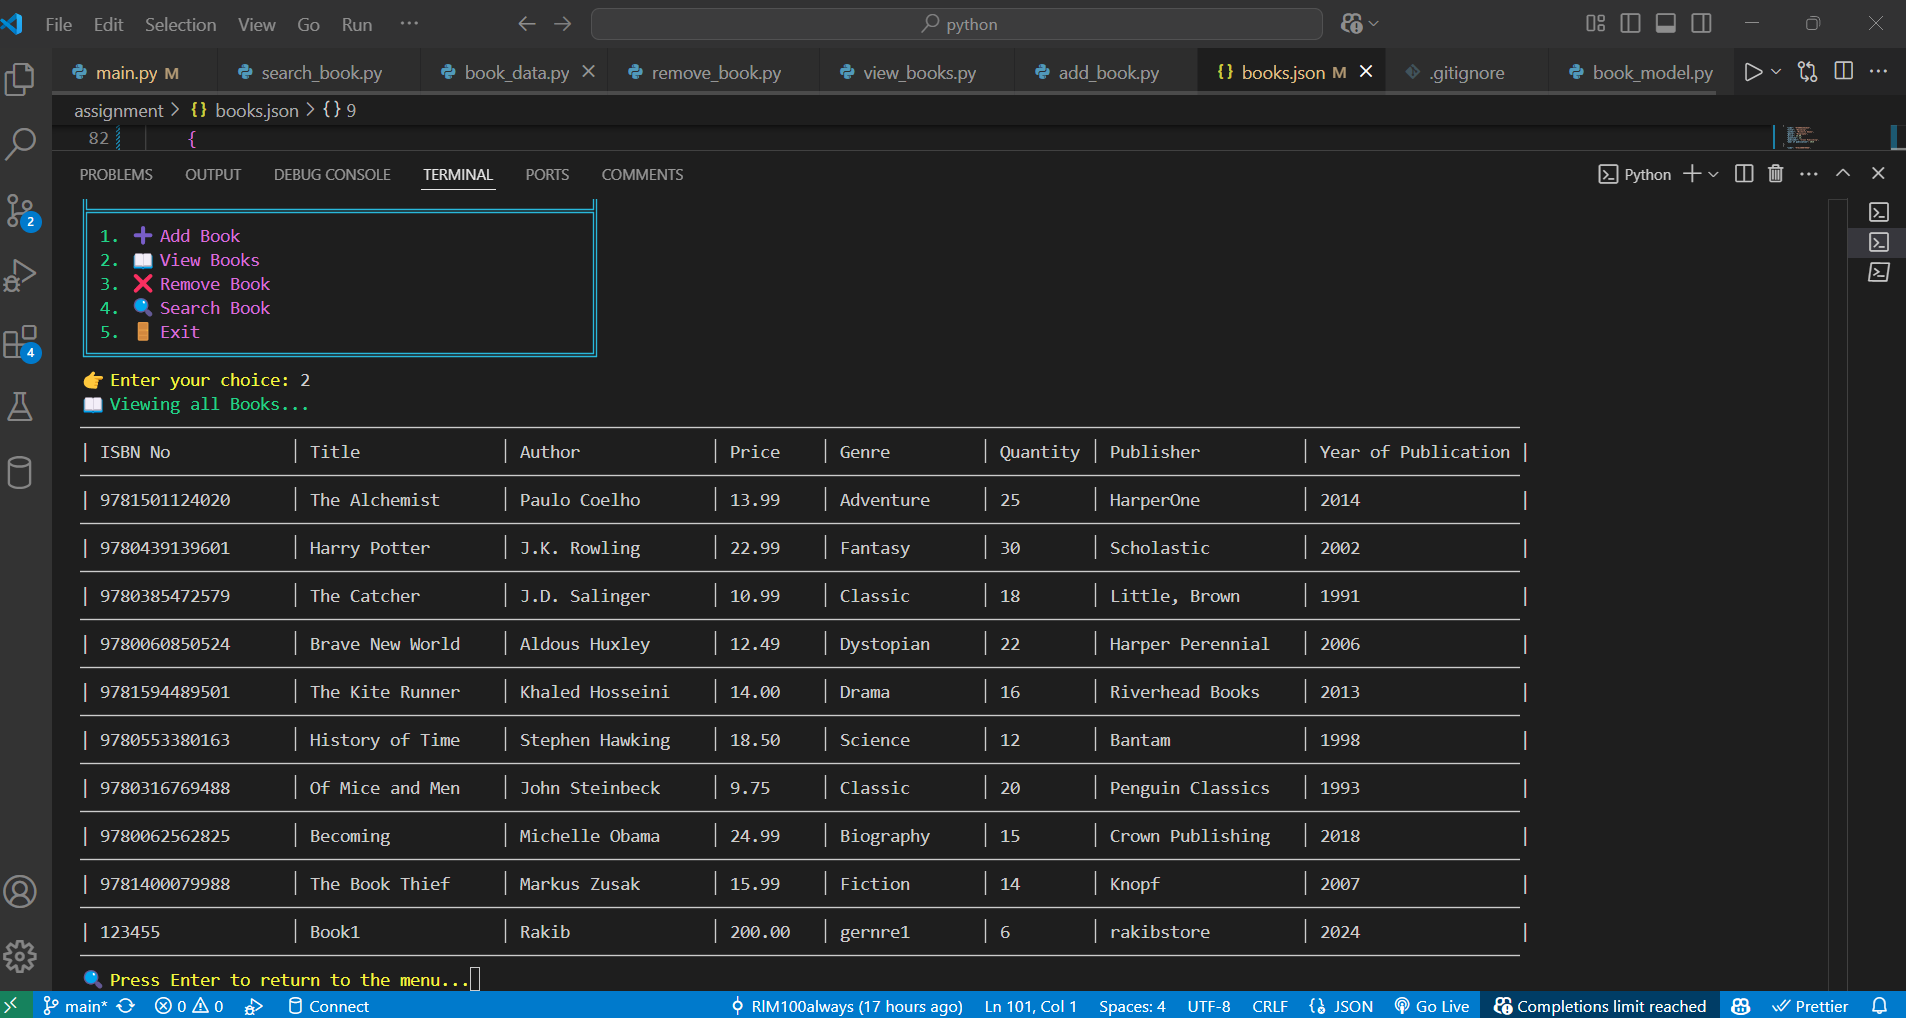 File Edit Selection View Go Run ··· python
main.py M search_book.py book_data.py remove_book.py view_books.py add_book.py {} books.json M .gitignore book_model.py
assignment > {} books.json > {} 9
82 {
PROBLEMS OUTPUT DEBUG CONSOLE TERMINAL PORTS COMMENTS Python
1. Add Book
2. View Books
3. Remove Book
4. Search Book
5. Exit
Enter your choice: 2
Viewing all Books...
| ISBN No | Title | Author | Price | Genre | Quantity | Publisher | Year of Publication |
| 9781501124020 | The Alchemist | Paulo Coelho | 13.99 | Adventure | 25 | HarperOne | 2014 |
| 9780439139601 | Harry Potter | J.K. Rowling | 22.99 | Fantasy | 30 | Scholastic | 2002 |
| 9780385472579 | The Catcher | J.D. Salinger | 10.99 | Classic | 18 | Little, Brown | 1991 |
| 9780060850524 | Brave New World | Aldous Huxley | 12.49 | Dystopian | 22 | Harper Perennial | 2006 |
| 9781594489501 | The Kite Runner | Khaled Hosseini | 14.00 | Drama | 16 | Riverhead Books | 2013 |
| 9780553380163 | History of Time | Stephen Hawking | 18.50 | Science | 12 | Bantam | 1998 |
| 9780316769488 | Of Mice and Men | John Steinbeck | 9.75 | Classic | 20 | Penguin Classics | 1993 |
| 9780062562825 | Becoming | Michelle Obama | 24.99 | Biography | 15 | Crown Publishing | 2018 |
| 9781400079988 | The Book Thief | Markus Zusak | 15.99 | Fiction | 14 | Knopf | 2007 |
| 123455 | Book1 | Rakib | 200.00 | gernre1 | 6 | rakibstore | 2024 |
Press Enter to return to the menu...
2
4
main* 0 0 Connect RlM100always (17 hours ago) Ln 101, Col 1 Spaces: 4 UTF-8 CRLF {} JSON Go Live Completions limit reached Prettier